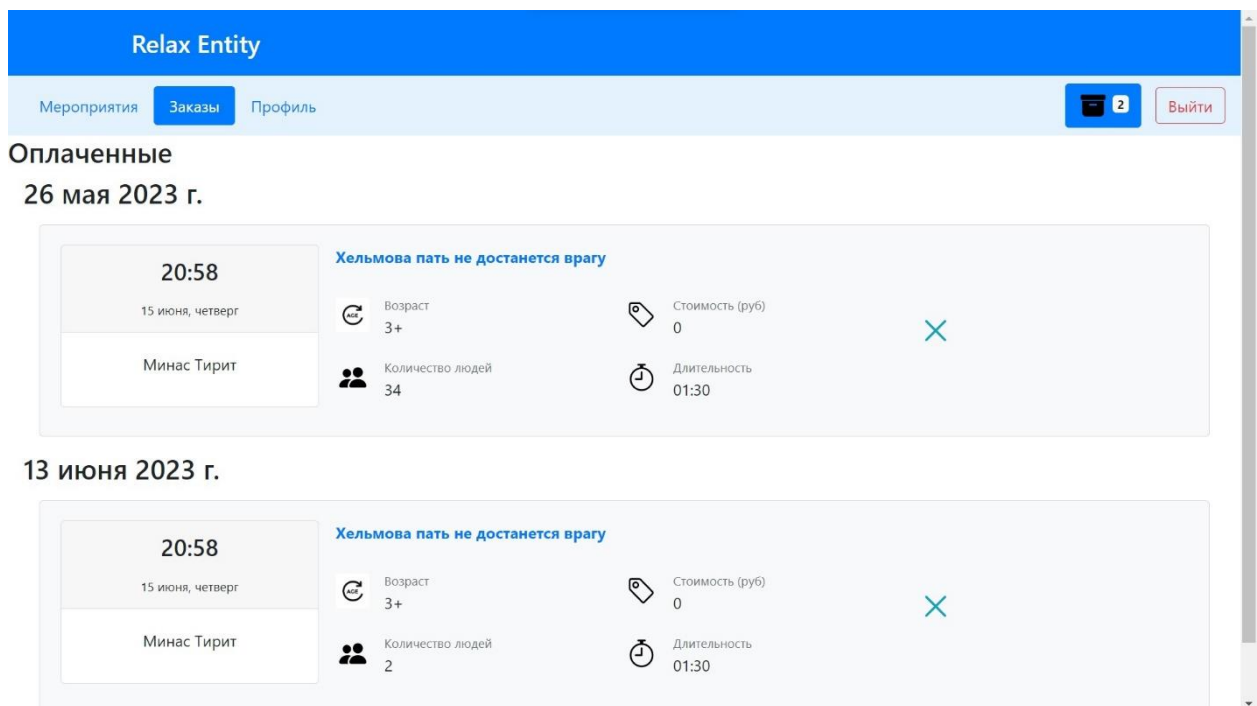 Relax Entity
Мероприятия Заказы Профиль 2 Выйти
Оплаченные
26 мая 2023 г.
20:58
15 июня, четверг
Минас Тирит
Хельмова пать не достанется врагу
AGE Возраст
3+
Стоимость (руб)
0
Количество людей
34
Длительность
01:30
13 июня 2023 г.
20:58
15 июня, четверг
Минас Тирит
Хельмова пать не достанется врагу
AGE Возраст
3+
Стоимость (руб)
0
Количество людей
2
Длительность
01:30